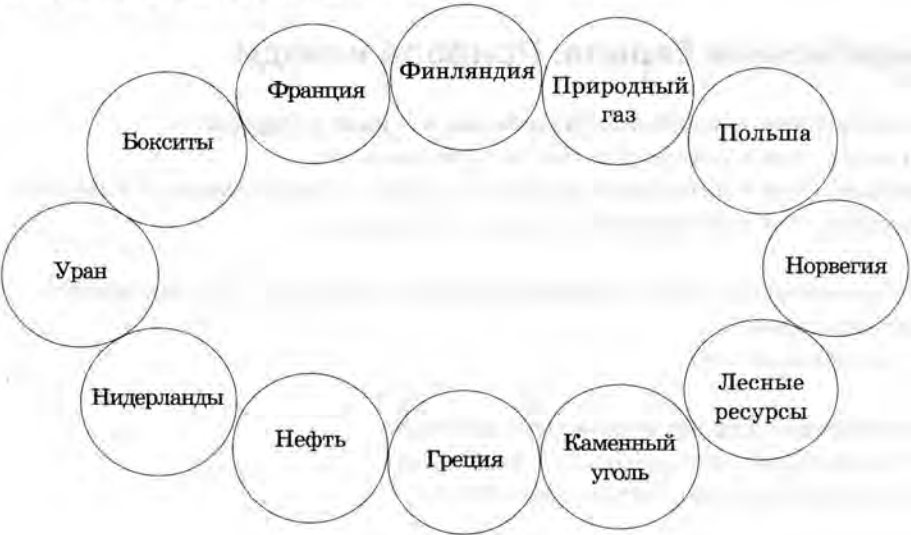 Финляндия
Франция
Природный
газ
Бокситы
Польша
Уран
Норвегия
Нидерланды
Лесные
ресурсы
Нефть
Греция
Каменный
уголь